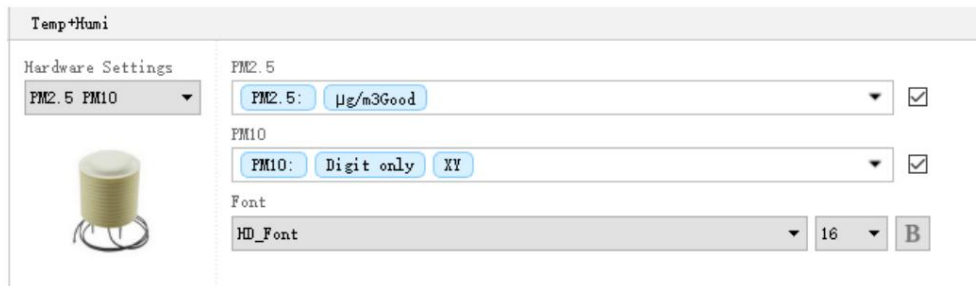 Temp+Humi
Hardware Settings
PM2.5 PM10
PM2.5
PM2.5: μg/m3Good
PM10
PM10: Digit only XY
Font
HD_Font 16 B